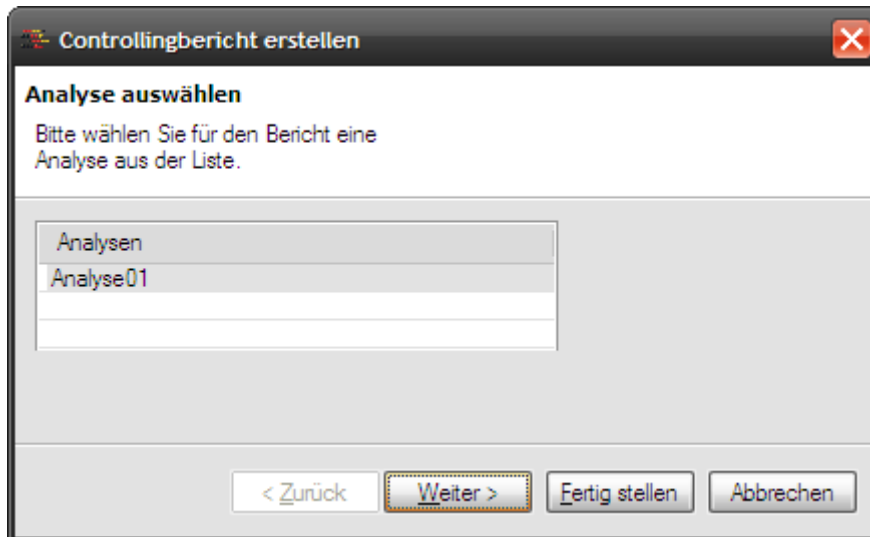 Controllingbericht erstellen
Analyse auswählen
Bitte wählen Sie für den Bericht eine
Analyse aus der Liste.
Analysen
Analyse01
< Zurück
Weiter >
Fertig stellen
Abbrechen